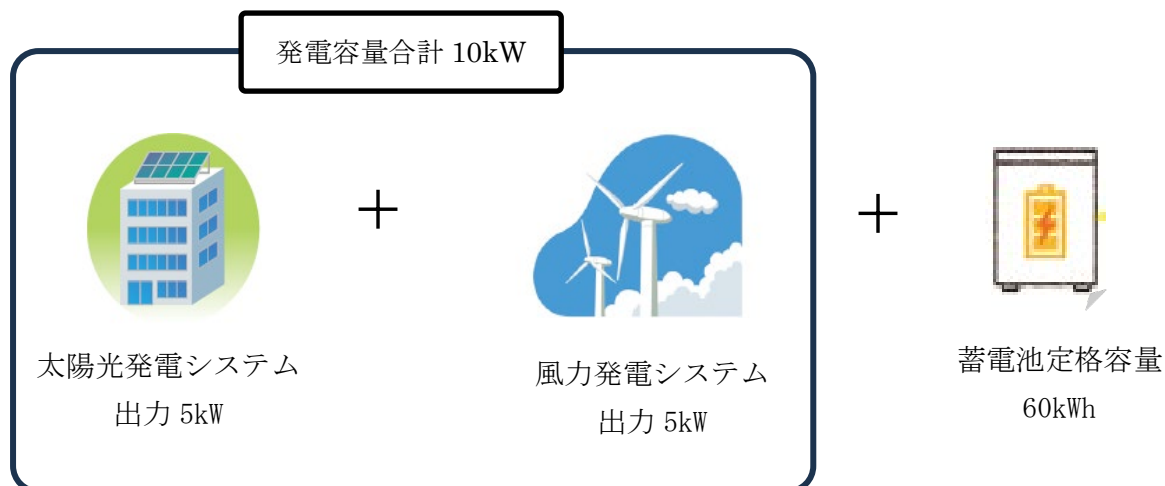 発電容量合計 10kW
太陽光発電システム
出力 5kW
風力発電システム
出力 5kW
蓄電池定格容量
60kWh